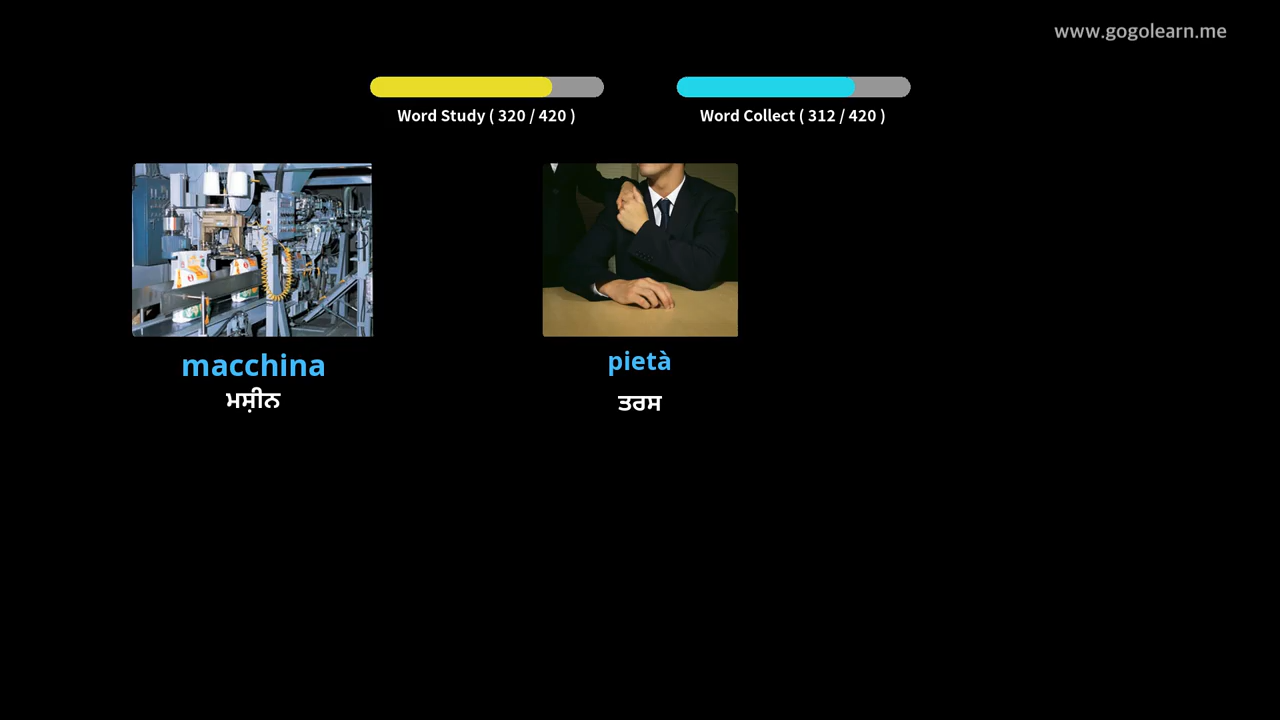 www.gogolearn.me
Word Study ( 320 / 420 )
Word Collect ( 312 / 420 )
macchina
ਮਸ਼ੀਨ
pietà
ਤਰਸ